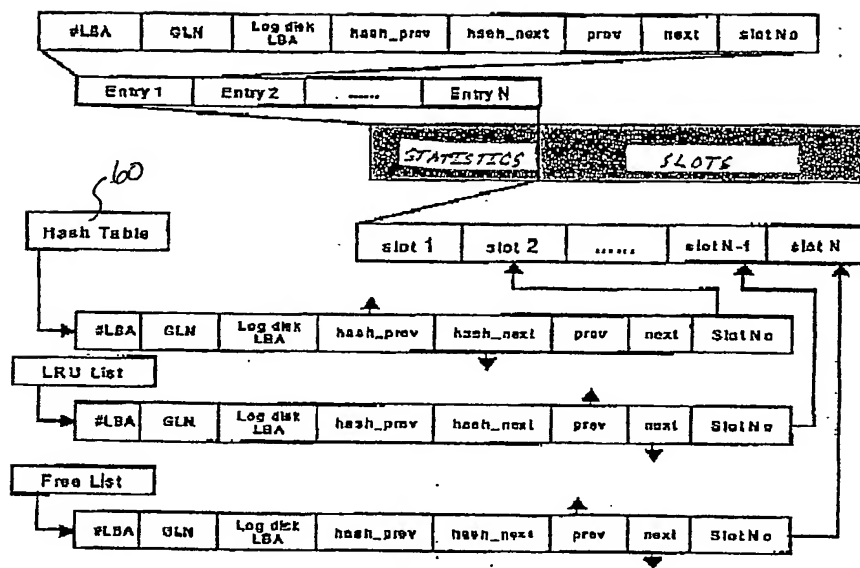 #LBA GLN Log disk LBA hash_prev hash_next prev next slot No
Entry 1 Entry 2 ...... Entry N
STATISTICS SLOTS
60
Hash Table
slot 1 slot 2 ...... slot N-1 slot N
#LBA GLN Log disk LBA hash_prev hash_next prev next Slot No
LRU List
#LBA GLN Log disk LBA hash_prev hash_next prev next Slot No
Free List
#LBA GLN Log disk LBA hash_prev hash_next prev next Slot No